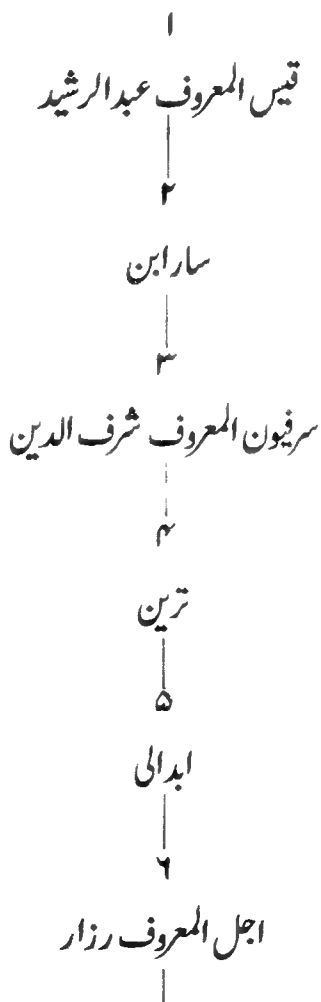 ۱
قیس المعروف عبدالرشید
۲
سارابن
۳
سرفیون المعروف شرف الدین
۴
ترین
۵
ابدالی
۶
اجل المعروف رزار